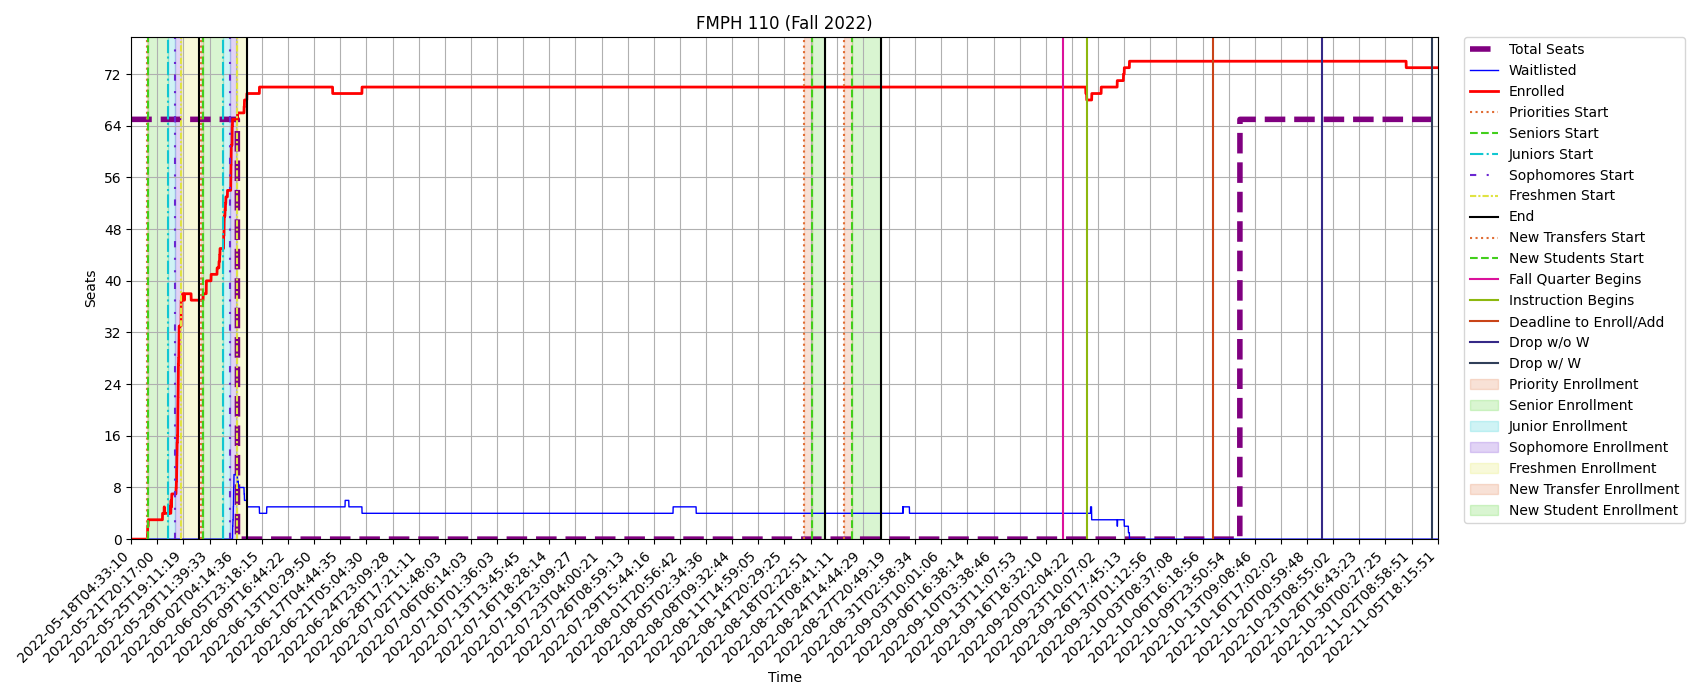 FMPH 110 (Fall 2022)
Seats
72
64
56
48
40
32
24
16
8
0
2022-05-18T04:33:10
2022-05-21T20:17:00
2022-05-25T19:11:19
2022-05-29T11:39:33
2022-06-02T04:14:36
2022-06-05T23:18:15
2022-06-09T16:44:22
2022-06-13T10:29:50
2022-06-17T04:44:35
2022-06-21T05:04:30
2022-06-24T23:09:28
2022-06-28T17:21:11
2022-07-02T11:48:03
2022-07-06T06:14:03
2022-07-10T01:36:03
2022-07-13T13:45:45
2022-07-16T18:28:14
2022-07-19T23:09:27
2022-07-23T04:00:21
2022-07-26T08:59:13
2022-07-29T15:44:16
2022-08-01T20:56:42
2022-08-05T02:34:36
2022-08-08T09:32:44
2022-08-11T14:59:05
2022-08-14T20:29:25
2022-08-18T02:22:51
2022-08-21T08:41:11
2022-08-24T14:44:29
2022-08-27T20:49:19
2022-08-31T02:58:34
2022-09-03T10:01:06
2022-09-06T16:38:14
2022-09-10T03:38:46
2022-09-13T11:07:53
2022-09-16T18:32:10
2022-09-20T02:04:22
2022-09-23T10:07:02
2022-09-26T17:45:13
2022-09-30T01:12:56
2022-10-03T08:37:08
2022-10-06T16:18:56
2022-10-09T23:50:54
2022-10-13T09:08:46
2022-10-16T17:02:02
2022-10-20T00:59:48
2022-10-23T08:55:02
2022-10-26T16:43:23
2022-10-30T00:27:25
2022-11-02T08:58:51
2022-11-05T18:15:51
Time
Total Seats
Waitlisted
Enrolled
Priorities Start
Seniors Start
Juniors Start
Sophomores Start
Freshmen Start
End
New Transfers Start
New Students Start
Fall Quarter Begins
Instruction Begins
Deadline to Enroll/Add
Drop w/o W
Drop w/ W
Priority Enrollment
Senior Enrollment
Junior Enrollment
Sophomore Enrollment
Freshmen Enrollment
New Transfer Enrollment
New Student Enrollment